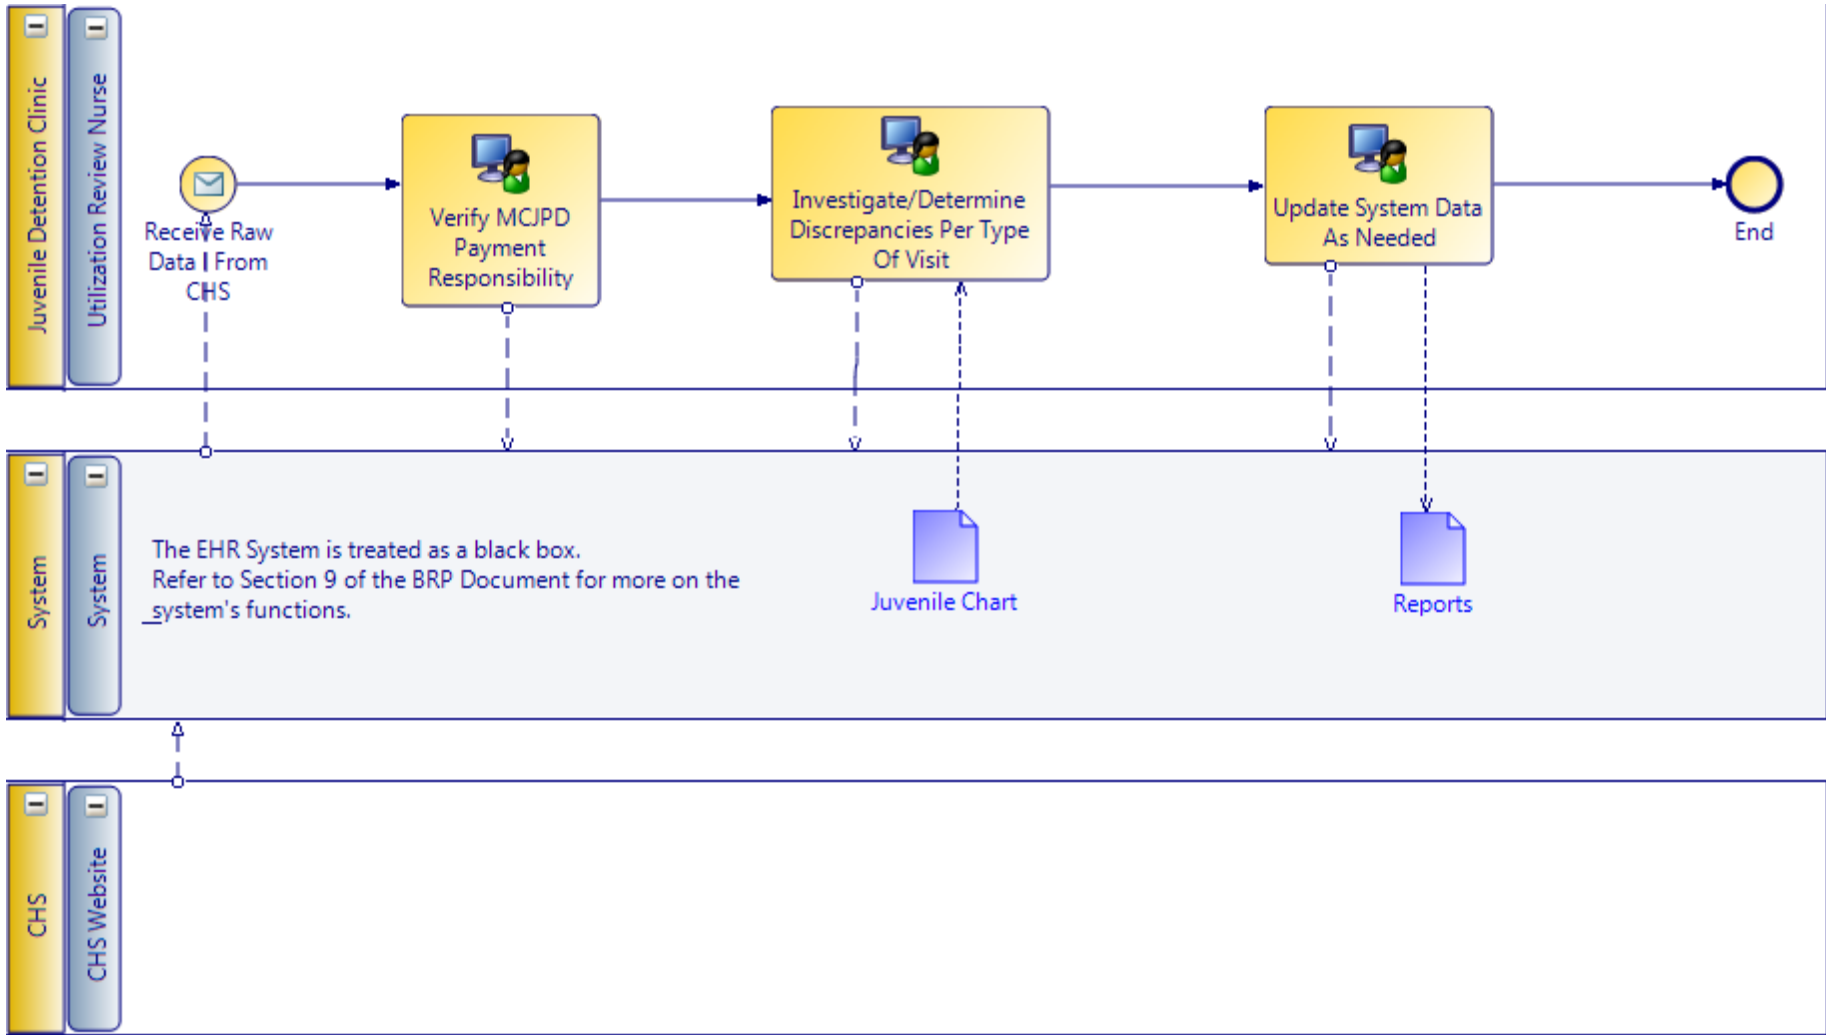 Juvenile Detention Clinic
Utilization Review Nurse
Receive Raw
Data From
CHS
Verify MCJPD
Payment
Responsibility
Investigate/Determine
Discrepancies Per Type
Of Visit
Update System Data
As Needed
End
System
System
The EHR System is treated as a black box.
Refer to Section 9 of the BRP Document for more on the
system's functions.
Juvenile Chart
Reports
CHS
CHS Website